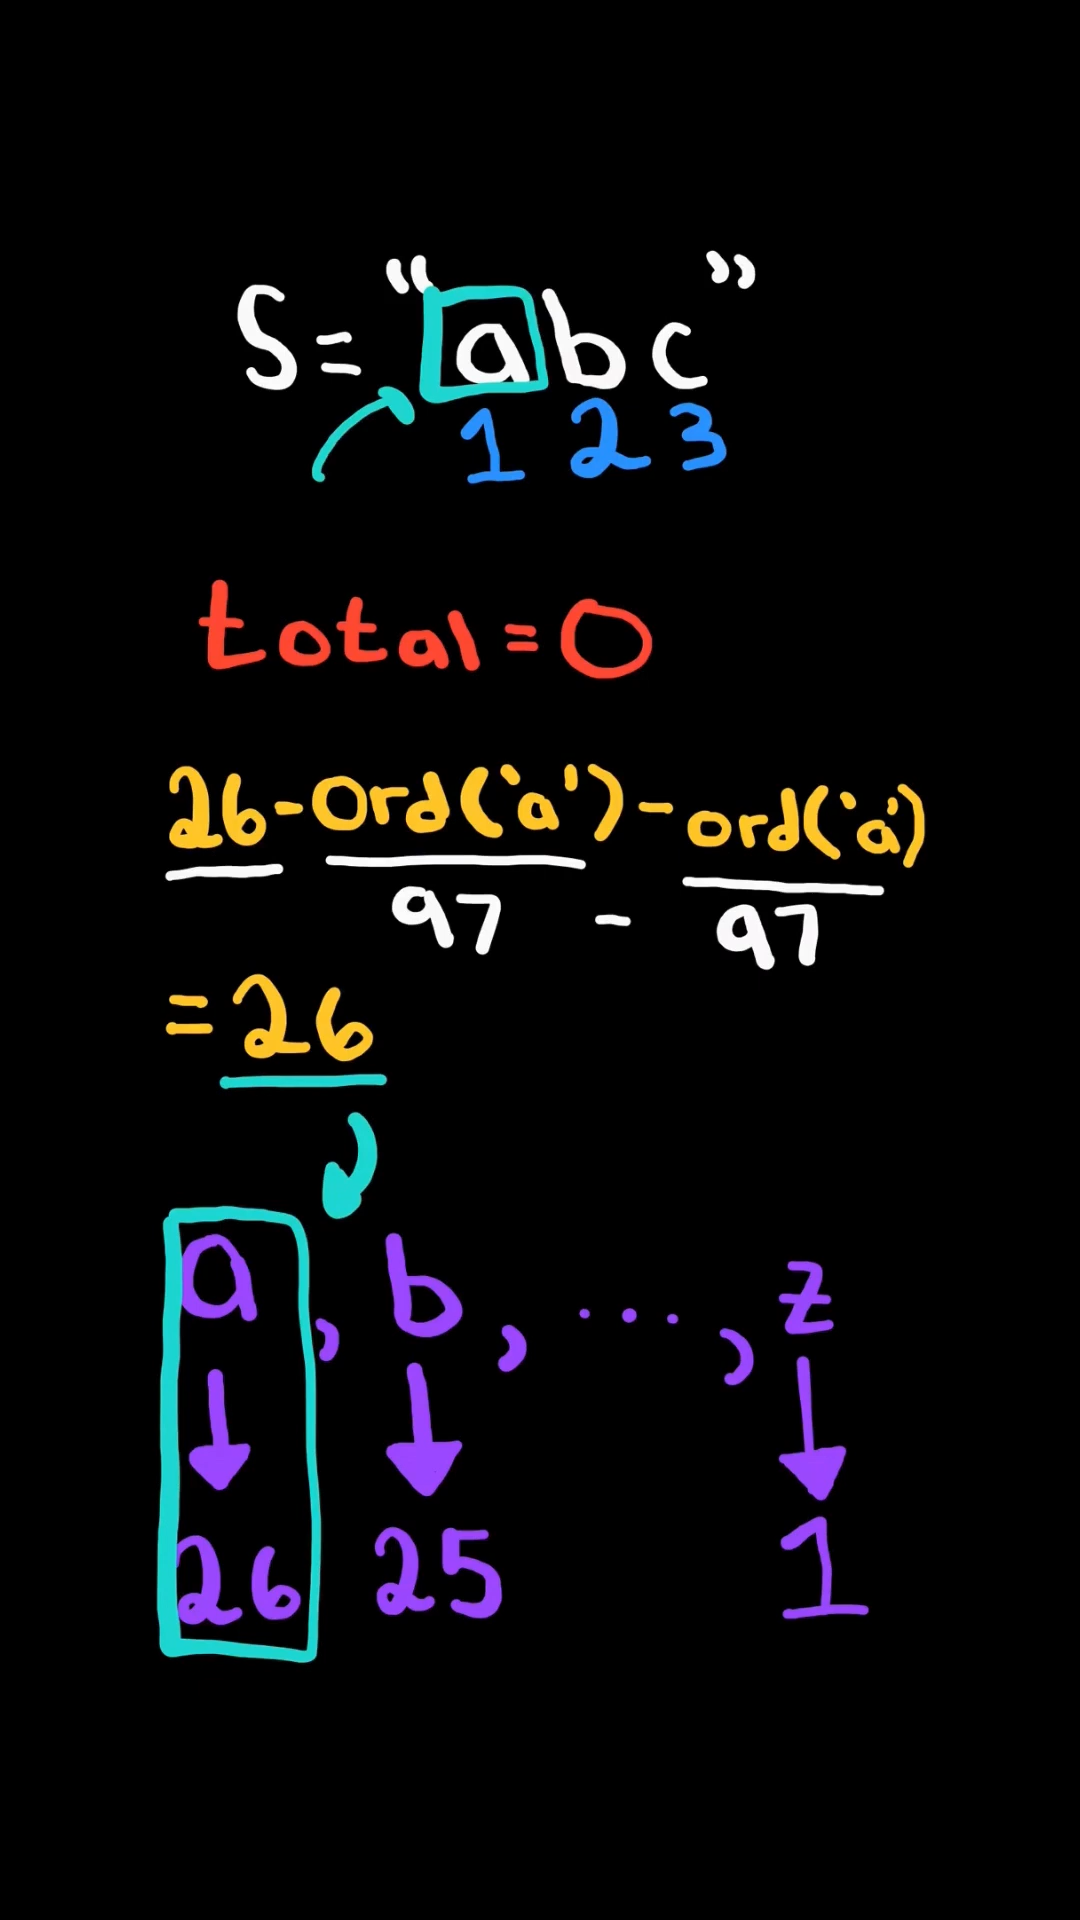 S = "abc"
1 2 3
total = 0
26 - ord('a') - ord('a')
97 - 97
= 26
a, b, ..., z
26 25 1